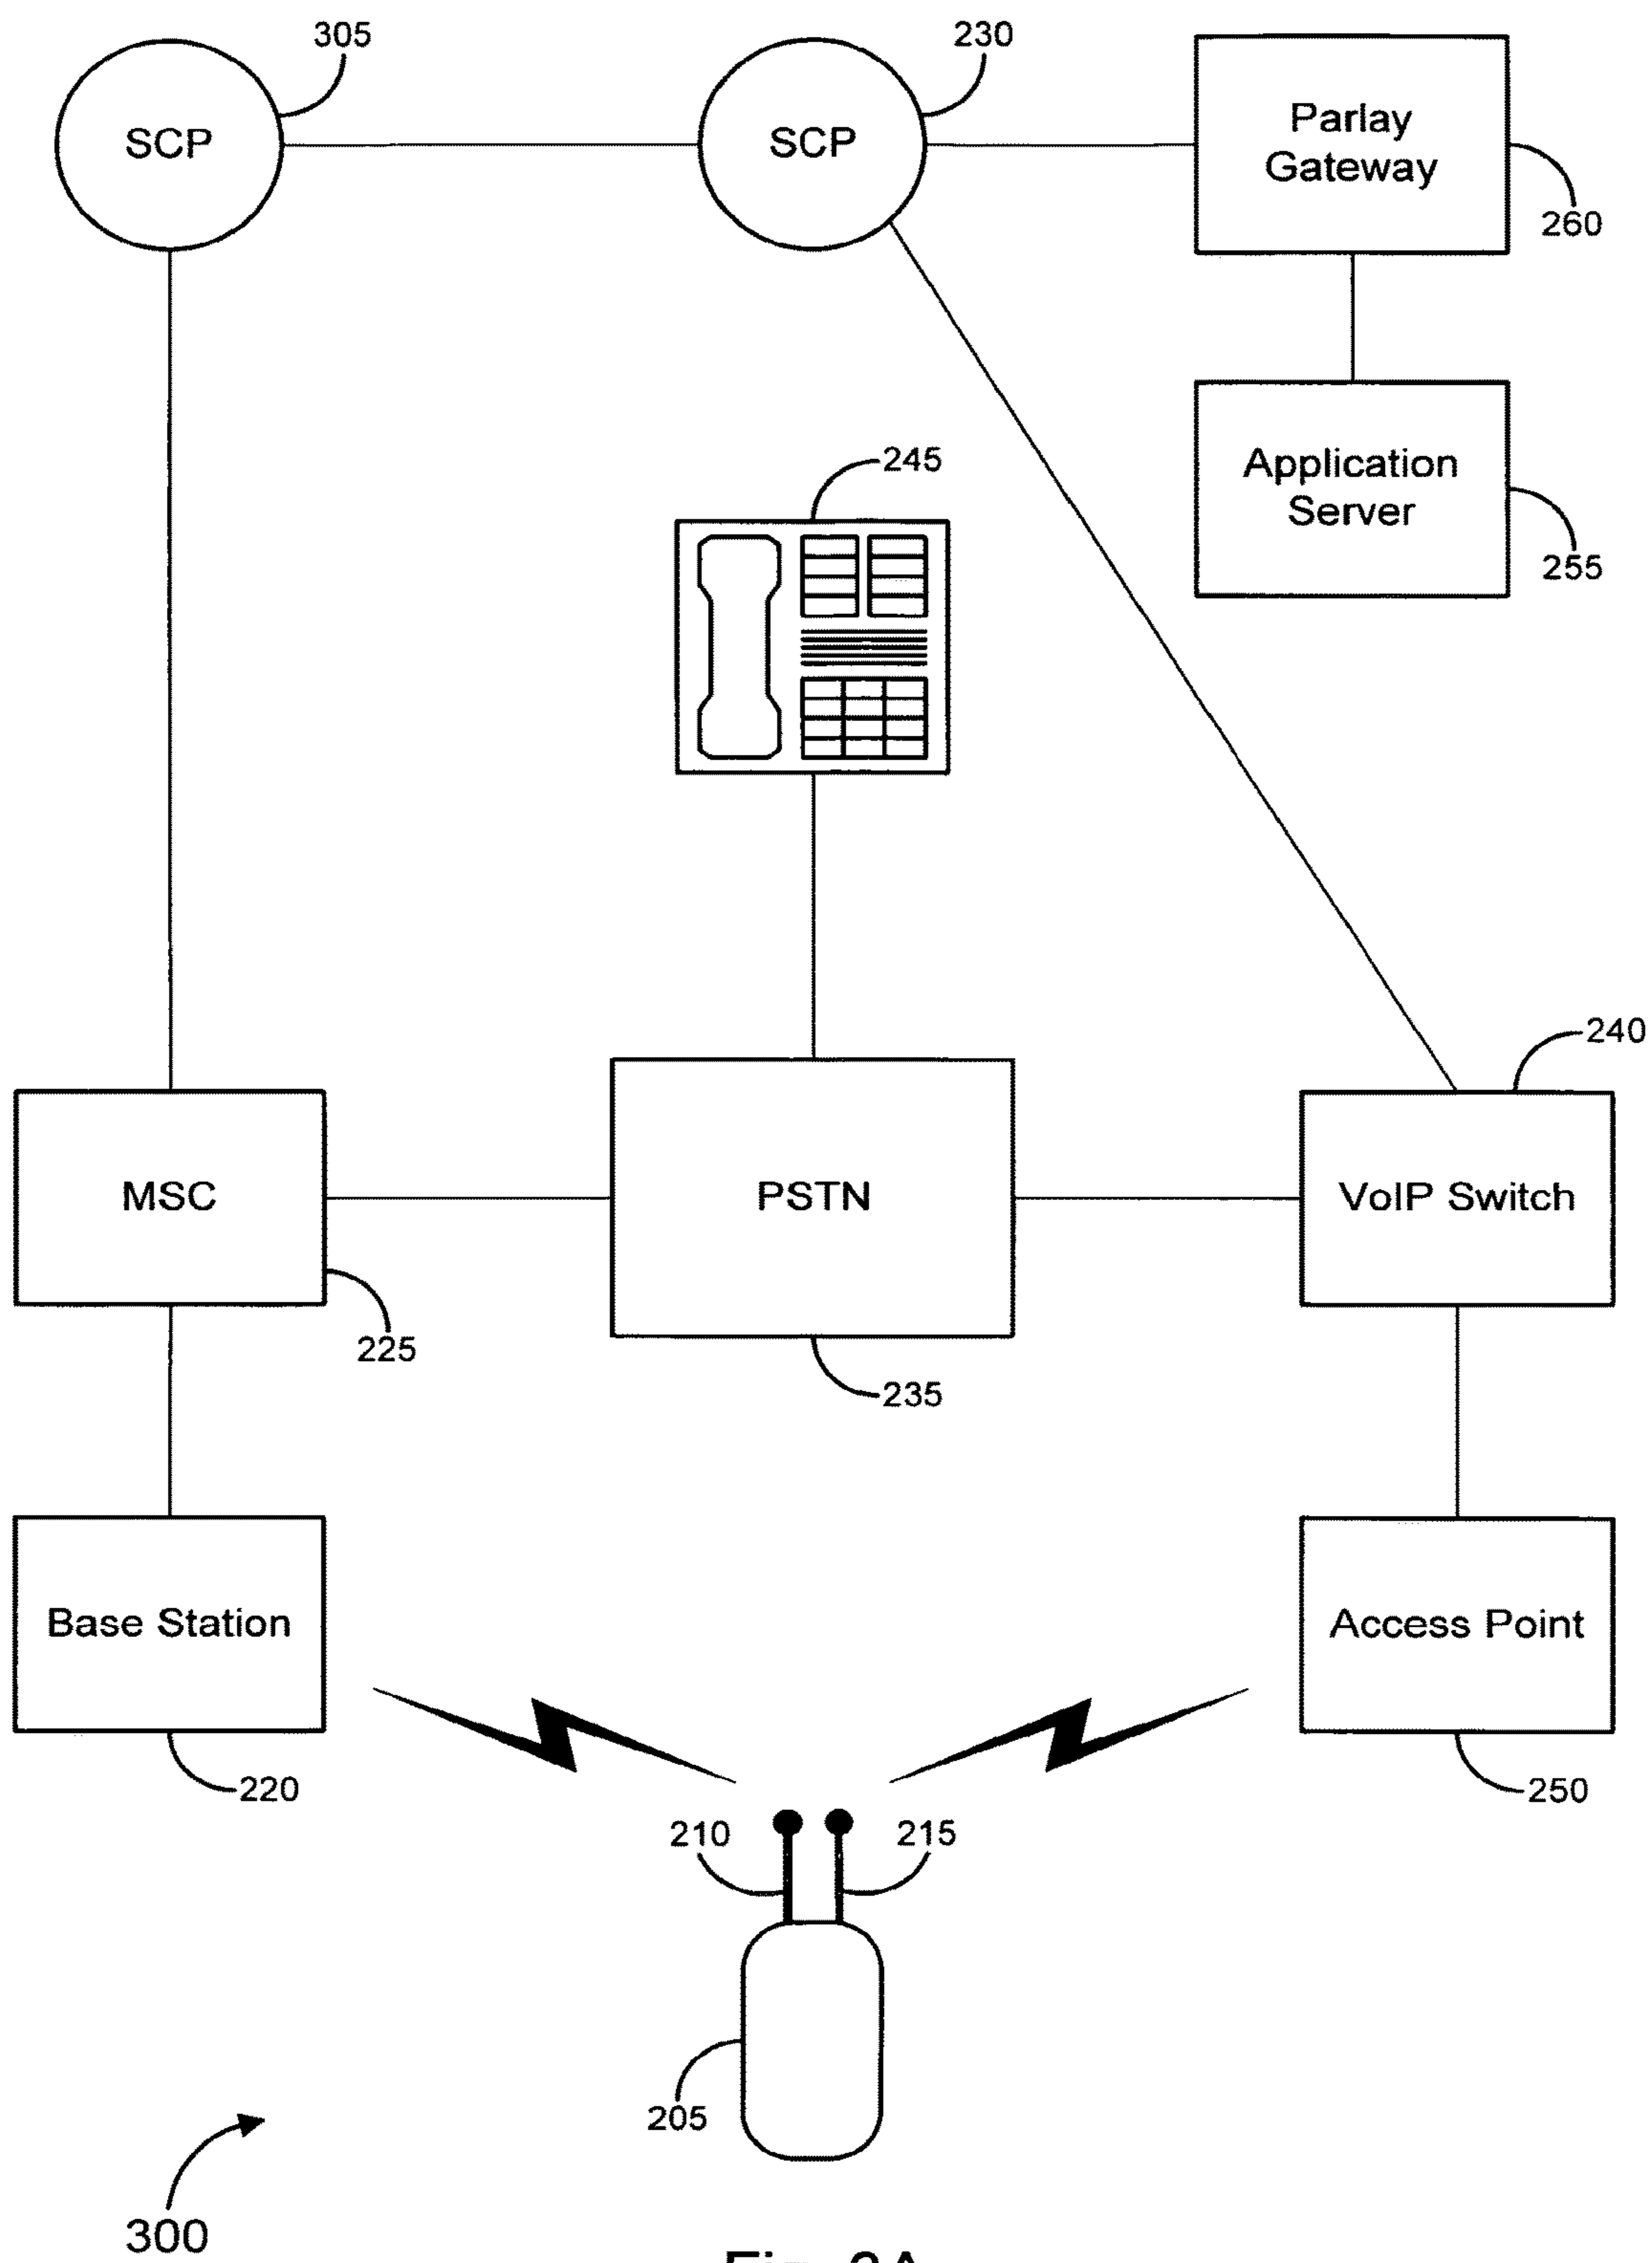 305
230
SCP
SCP
Parlay
Gateway
260
245
Application
Server
255
240
MSC
PSTN
VoIP Switch
225
235
Base Station
Access Point
220
250
210
215
205
300